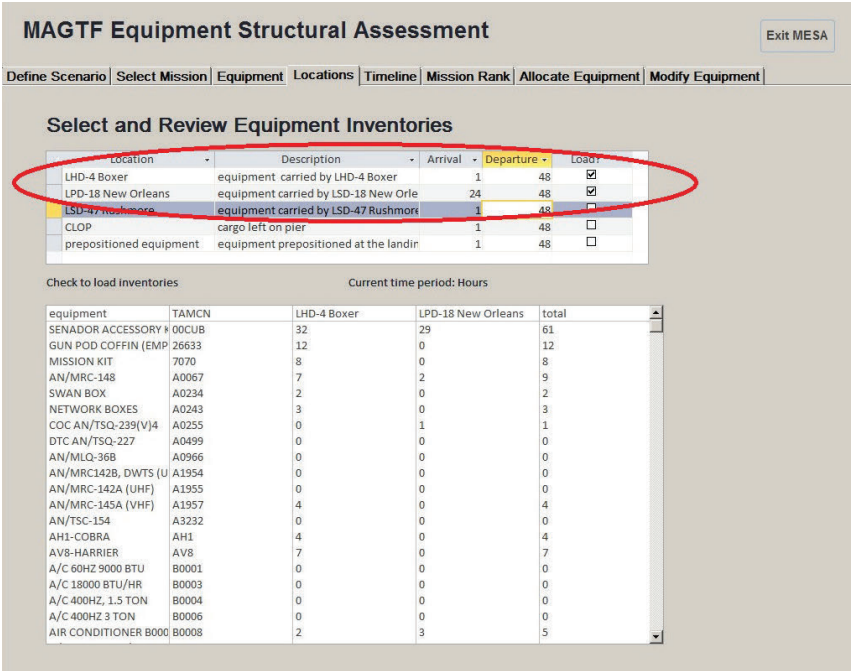 MAGTF Equipment Structural Assessment
Exit MESA
Define Scenario Select Mission Equipment Locations Timeline Mission Rank Allocate Equipment Modify Equipment
Select and Review Equipment Inventories
Location Description Arrival Departure Load?
LHD-4 Boxer equipment carried by LHD-4 Boxer 1 48
LPD-18 New Orleans equipment carried by LSD-18 New Orle 24 48
LSD-47 Rushmore equipment carried by LSD-47 Rushmore 1 48
CLOP cargo left on pier 1 48
prepositioned equipment equipment prepositioned at the landin 1 48
Check to load inventories Current time period: Hours
equipment TAMCN LHD-4 Boxer LPD-18 New Orleans total
SENADOR ACCESSORY K 00CUB 32 29 61
GUN POD COFFIN (EMP 26633 12 0 12
MISSION KIT 7070 8 0 8
AN/MRC-148 A0067 7 2 9
SWAN BOX A0234 2 0 2
NETWORK BOXES A0243 3 0 3
COC AN/TSQ-239(V)4 A0255 0 1 1
DTC AN/TSQ-227 A0499 0 0 0
AN/MLQ-36B A0966 0 0 0
AN/MRC142B, DWTS (U A1954 0 0 0
AN/MRC-142A (UHF) A1955 0 0 0
AN/MRC-145A (VHF) A1957 4 0 4
AN/TSC-154 A3232 0 0 0
AH1-COBRA AH1 4 0 4
AV8-HARRIER AV8 7 0 7
A/C 60HZ 9000 BTU B0001 0 0 0
A/C 18000 BTU/HR B0003 0 0 0
A/C 400HZ, 1.5 TON B0004 0 0 0
A/C 400HZ 3 TON B0006 0 0 0
AIR CONDITIONER B000 B0008 2 3 5